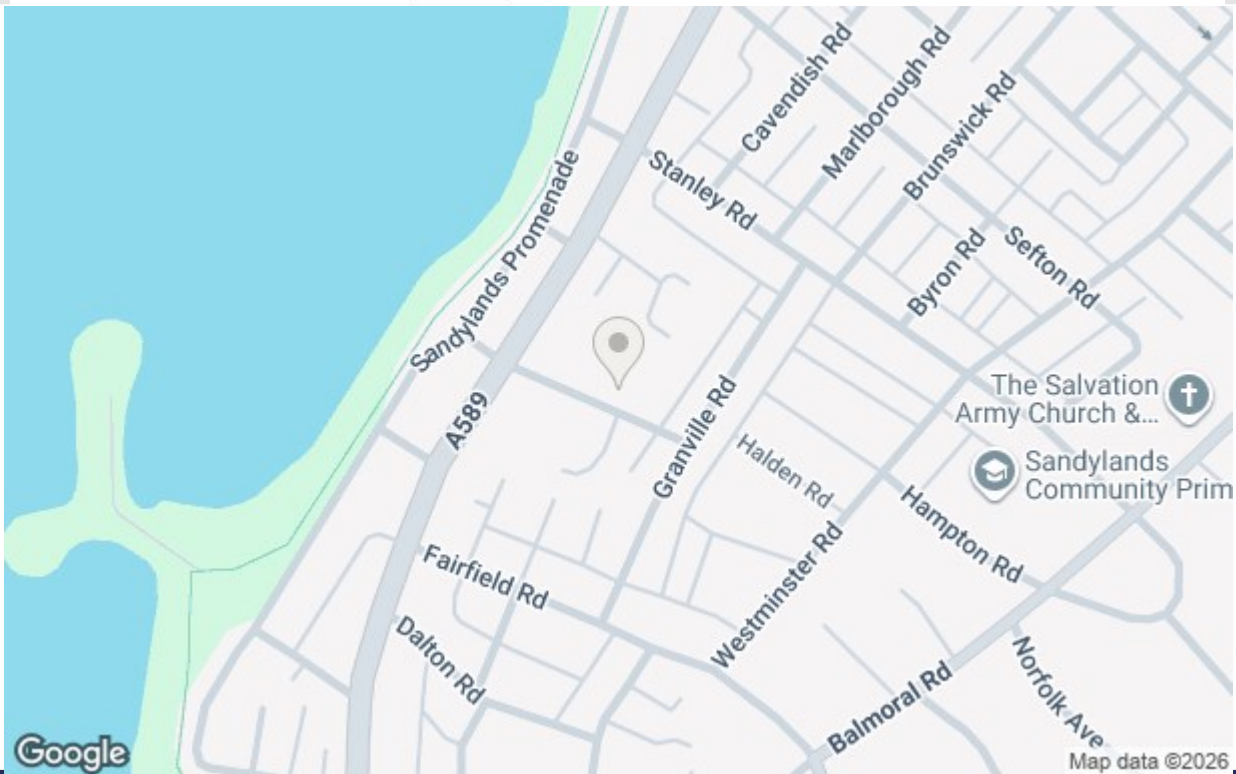 Cavendish Rd
Marlborough Rd
Brunswick Rd
Stanley Rd
Sandylands Promenade
Byron Rd
Sefton Rd
A589
Granville Rd
The Salvation
Army Church &...
Halden Rd
Sandylands
Community Prim
Hampton Rd
Fairfield Rd
Westminster Rd
Dalton Rd
Norfolk Ave
Balmoral Rd
Google
Map data ©2026